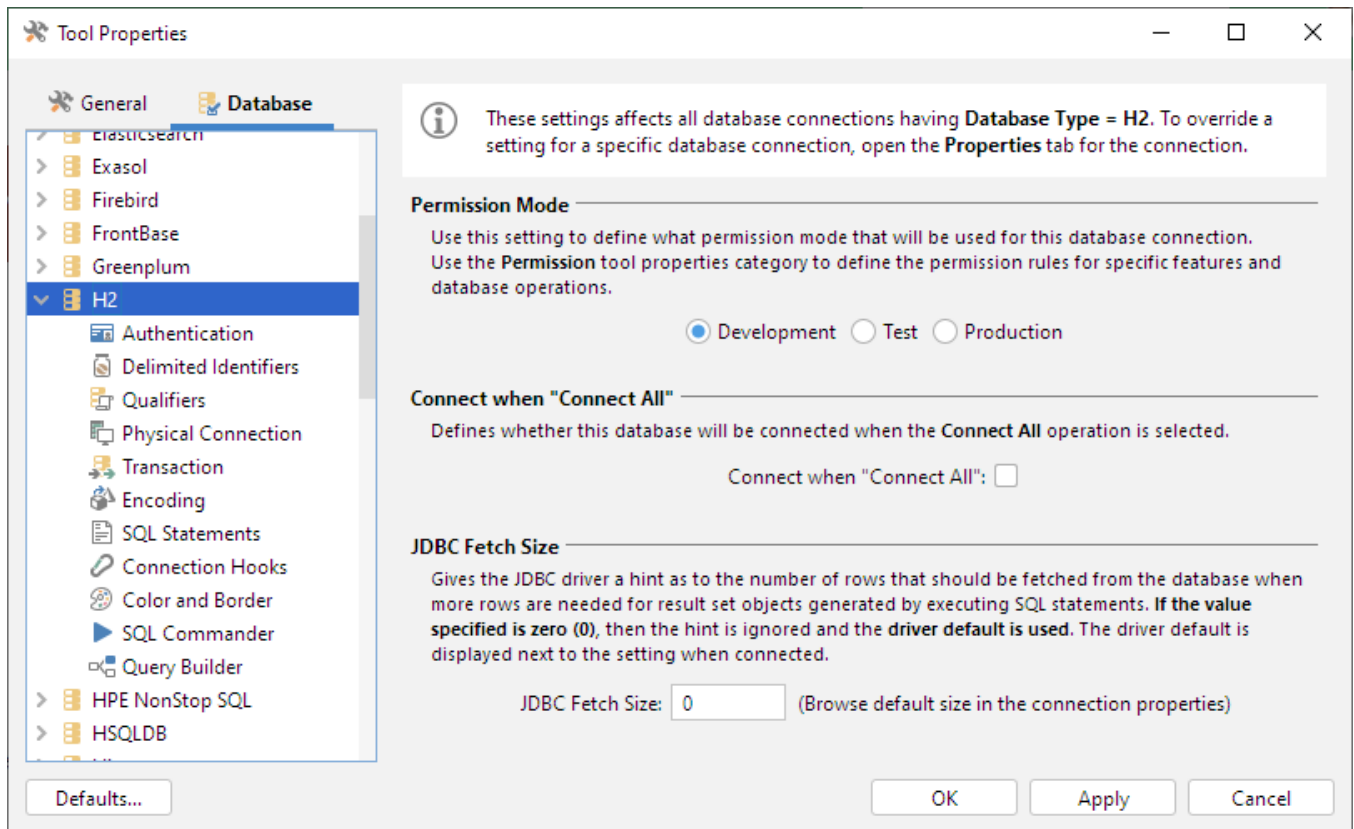 Tool Properties
General
Database
Elasticsearch
Exasol
Firebird
FrontBase
Greenplum
H2
Authentication
Delimited Identifiers
Qualifiers
Physical Connection
Transaction
Encoding
SQL Statements
Connection Hooks
Color and Border
SQL Commander
Query Builder
HPE NonStop SQL
HSQLDB
These settings affects all database connections having Database Type = H2. To override a
setting for a specific database connection, open the Properties tab for the connection.
Permission Mode
Use this setting to define what permission mode that will be used for this database connection.
Use the Permission tool properties category to define the permission rules for specific features and
database operations.
Development Test Production
Connect when "Connect All"
Defines whether this database will be connected when the Connect All operation is selected.
Connect when "Connect All":
JDBC Fetch Size
Gives the JDBC driver a hint as to the number of rows that should be fetched from the database when
more rows are needed for result set objects generated by executing SQL statements. If the value
specified is zero (0), then the hint is ignored and the driver default is used. The driver default is
displayed next to the setting when connected.
JDBC Fetch Size: 0 (Browse default size in the connection properties)
Defaults...
OK
Apply
Cancel